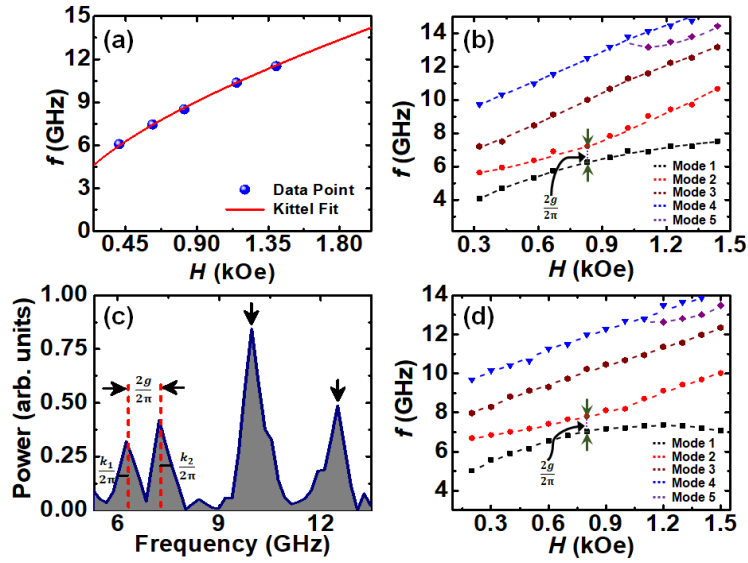 (a)
15
12
9
6
3
0
f (GHz)
Data Point
Kittel Fit
0.45 0.90 1.35 1.80
H (kOe)
(b)
14
12
10
8
6
4
f (GHz)
2g
2π
Mode 1
Mode 2
Mode 3
Mode 4
Mode 5
0.3 0.6 0.9 1.2 1.5
H (kOe)
(c)
1.00
0.75
0.50
0.25
0.00
Power (arb. units)
2g
2π
k1
2π
k2
2π
6 9 12
Frequency (GHz)
(d)
14
12
10
8
6
4
f (GHz)
2g
2π
Mode 1
Mode 2
Mode 3
Mode 4
Mode 5
0.3 0.6 0.9 1.2 1.5
H (kOe)